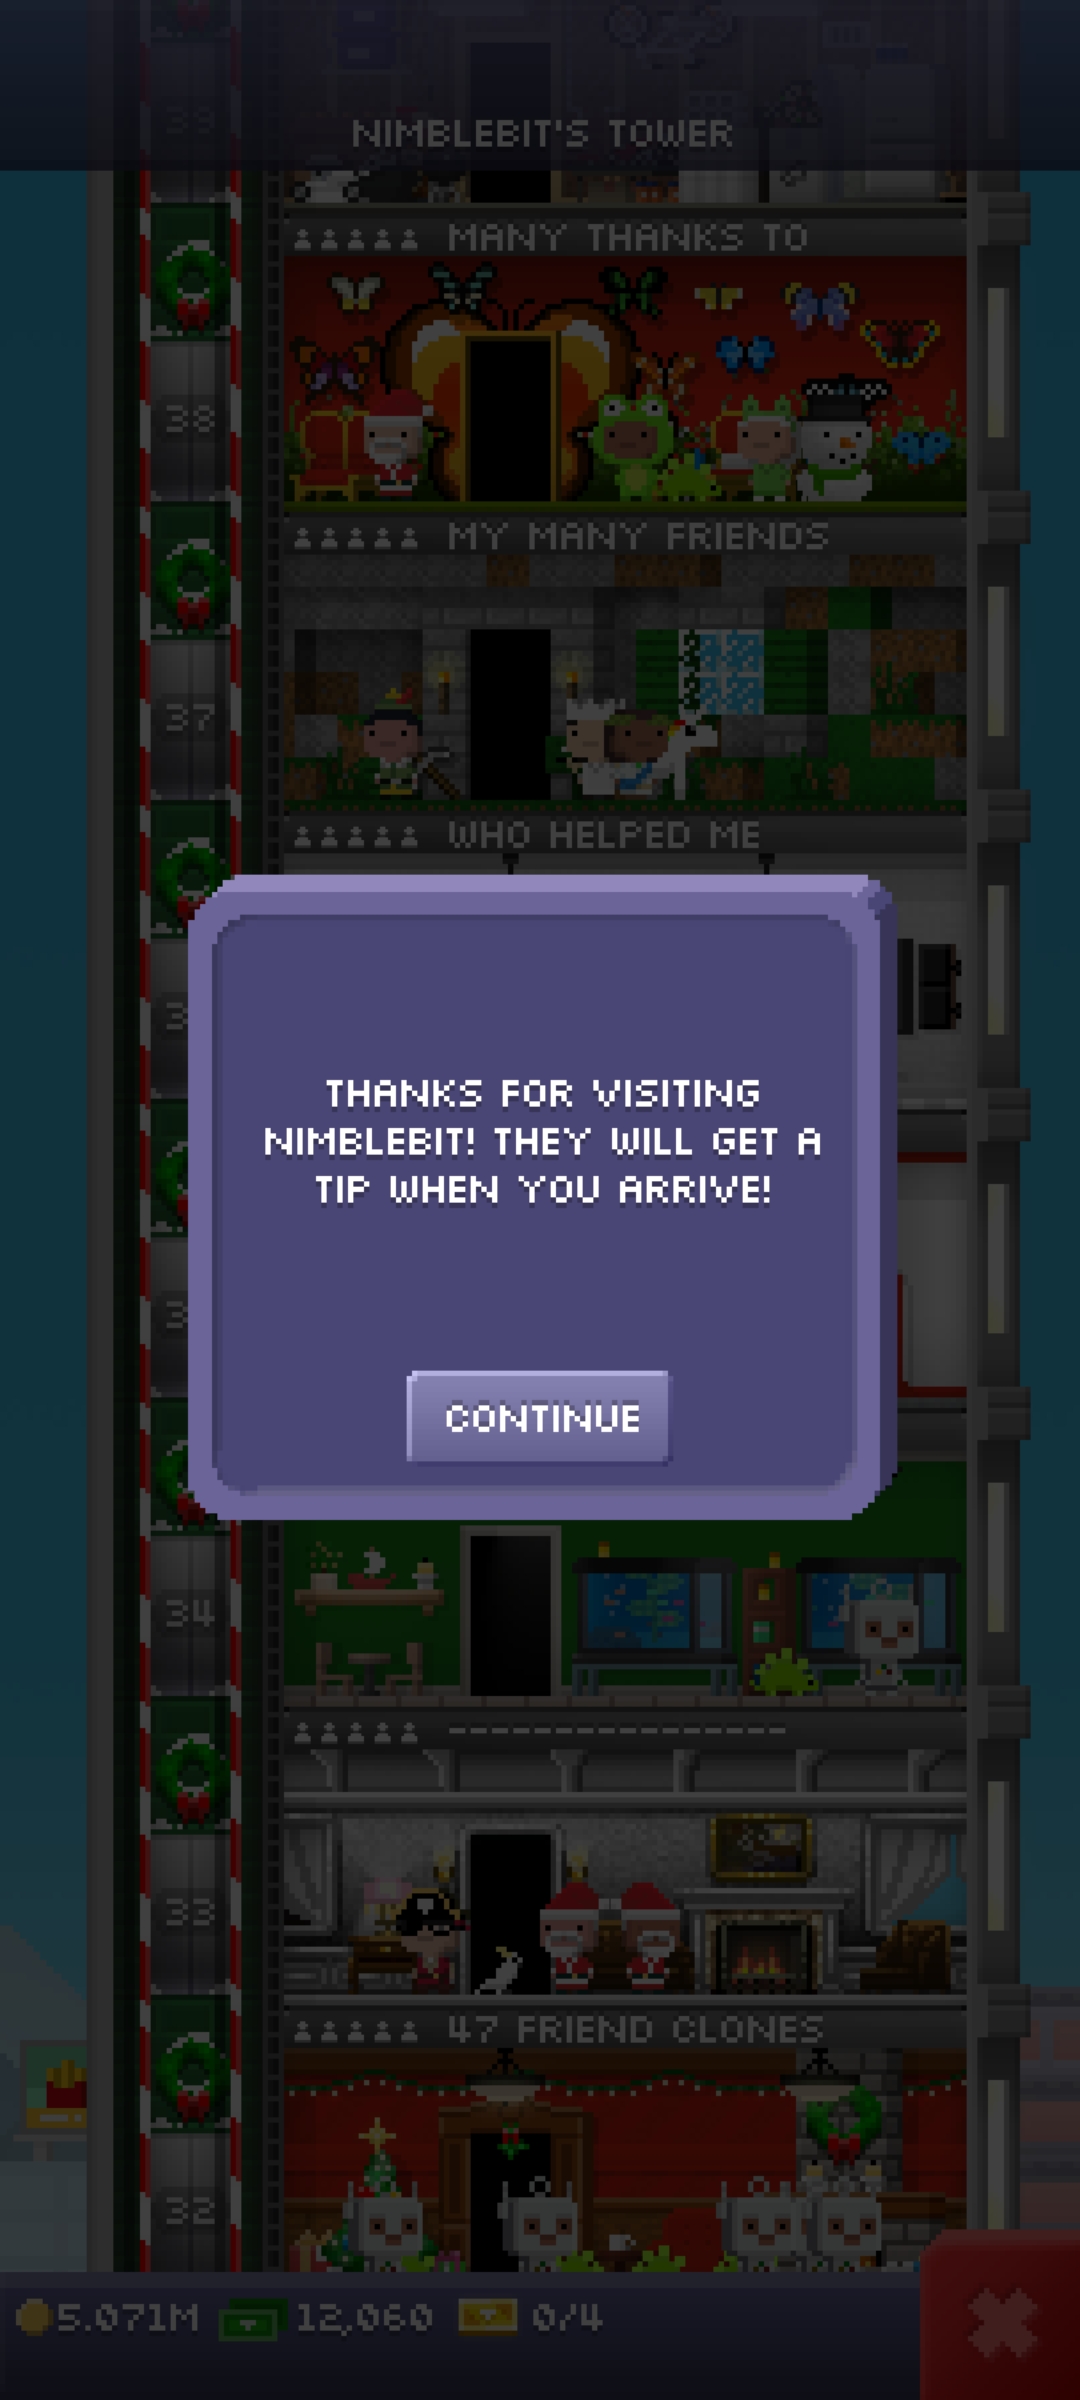 NIMBLEBIT'S TOWER
MANY THANKS TO
38
MY MANY FRIENDS
37
WHO HELPED ME
THANKS FOR VISITING
NIMBLEBIT! THEY WILL GET A
TIP WHEN YOU ARRIVE!
CONTINUE
34
---------------
33
47 FRIEND CLONES
32
5.071M
12,060
0/4